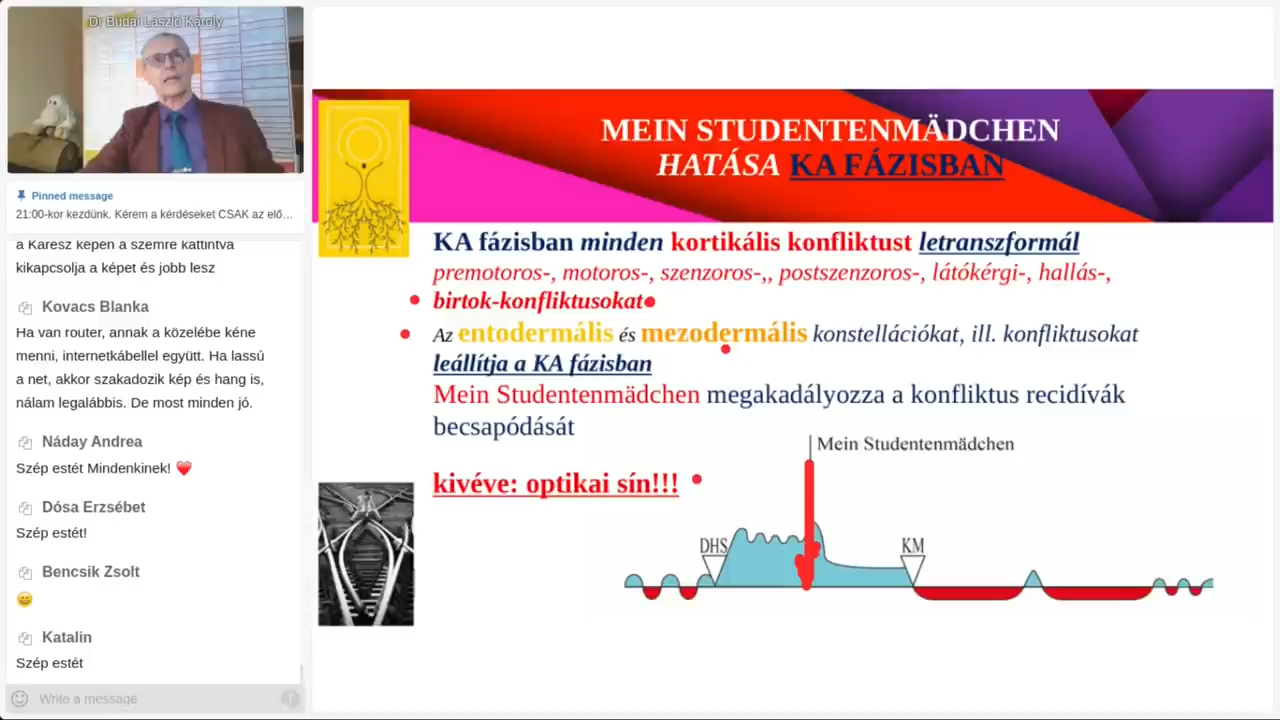 Dr Budai László Károly
Pinned message
21:00-kor kezdünk. Kérem a kérdéseket CSAK az elő…
a Karesz képen a szemre kattintva
kikapcsolja a képet és jobb lesz
Kovacs Blanka
Ha van router, annak a közelébe kéne
menni, internetkábellel együtt. Ha lassú
a net, akkor szakadozik kép és hang is,
nálam legalábbis. De most minden jó.
Náday Andrea
Szép estét Mindenkinek! ❤️
Dósa Erzsébet
Szép estét!
Bencsik Zsolt
😄
Katalin
Szép estét
Write a message
MEIN STUDENTENMÄDCHEN
HATÁSA KA FÁZISBAN
KA fázisban minden kortikális konfliktust letranszformál
premotoros-, motoros-, szenzoros-,, postszenzoros-, látókérgi-, hallás-,
birtok-konfliktusokat
Az entodermális és mezodermális konstellációkat, ill. konfliktusokat
leállítja a KA fázisban
Mein Studentenmädchen megakadályozza a konfliktus recidívák
becsapódását
kivéve: optikai sín!!!
Mein Studentenmädchen
DHS
KM